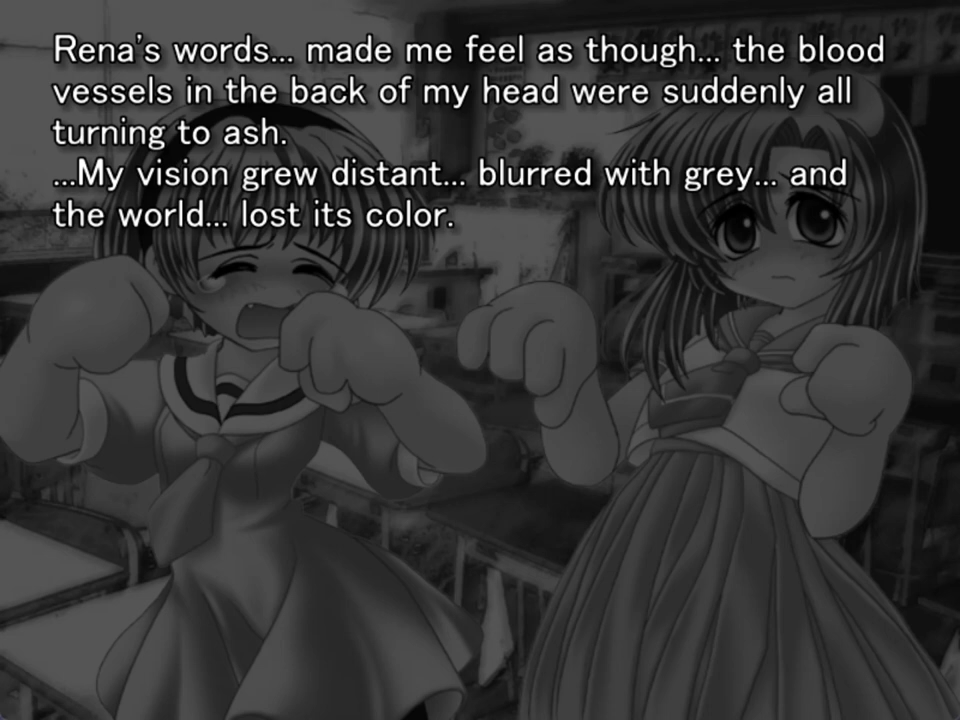 Rena's words... made me feel as though... the blood
vessels in the back of my head were suddenly all
turning to ash.
...My vision grew distant... blurred with grey... and
the world... lost its color.